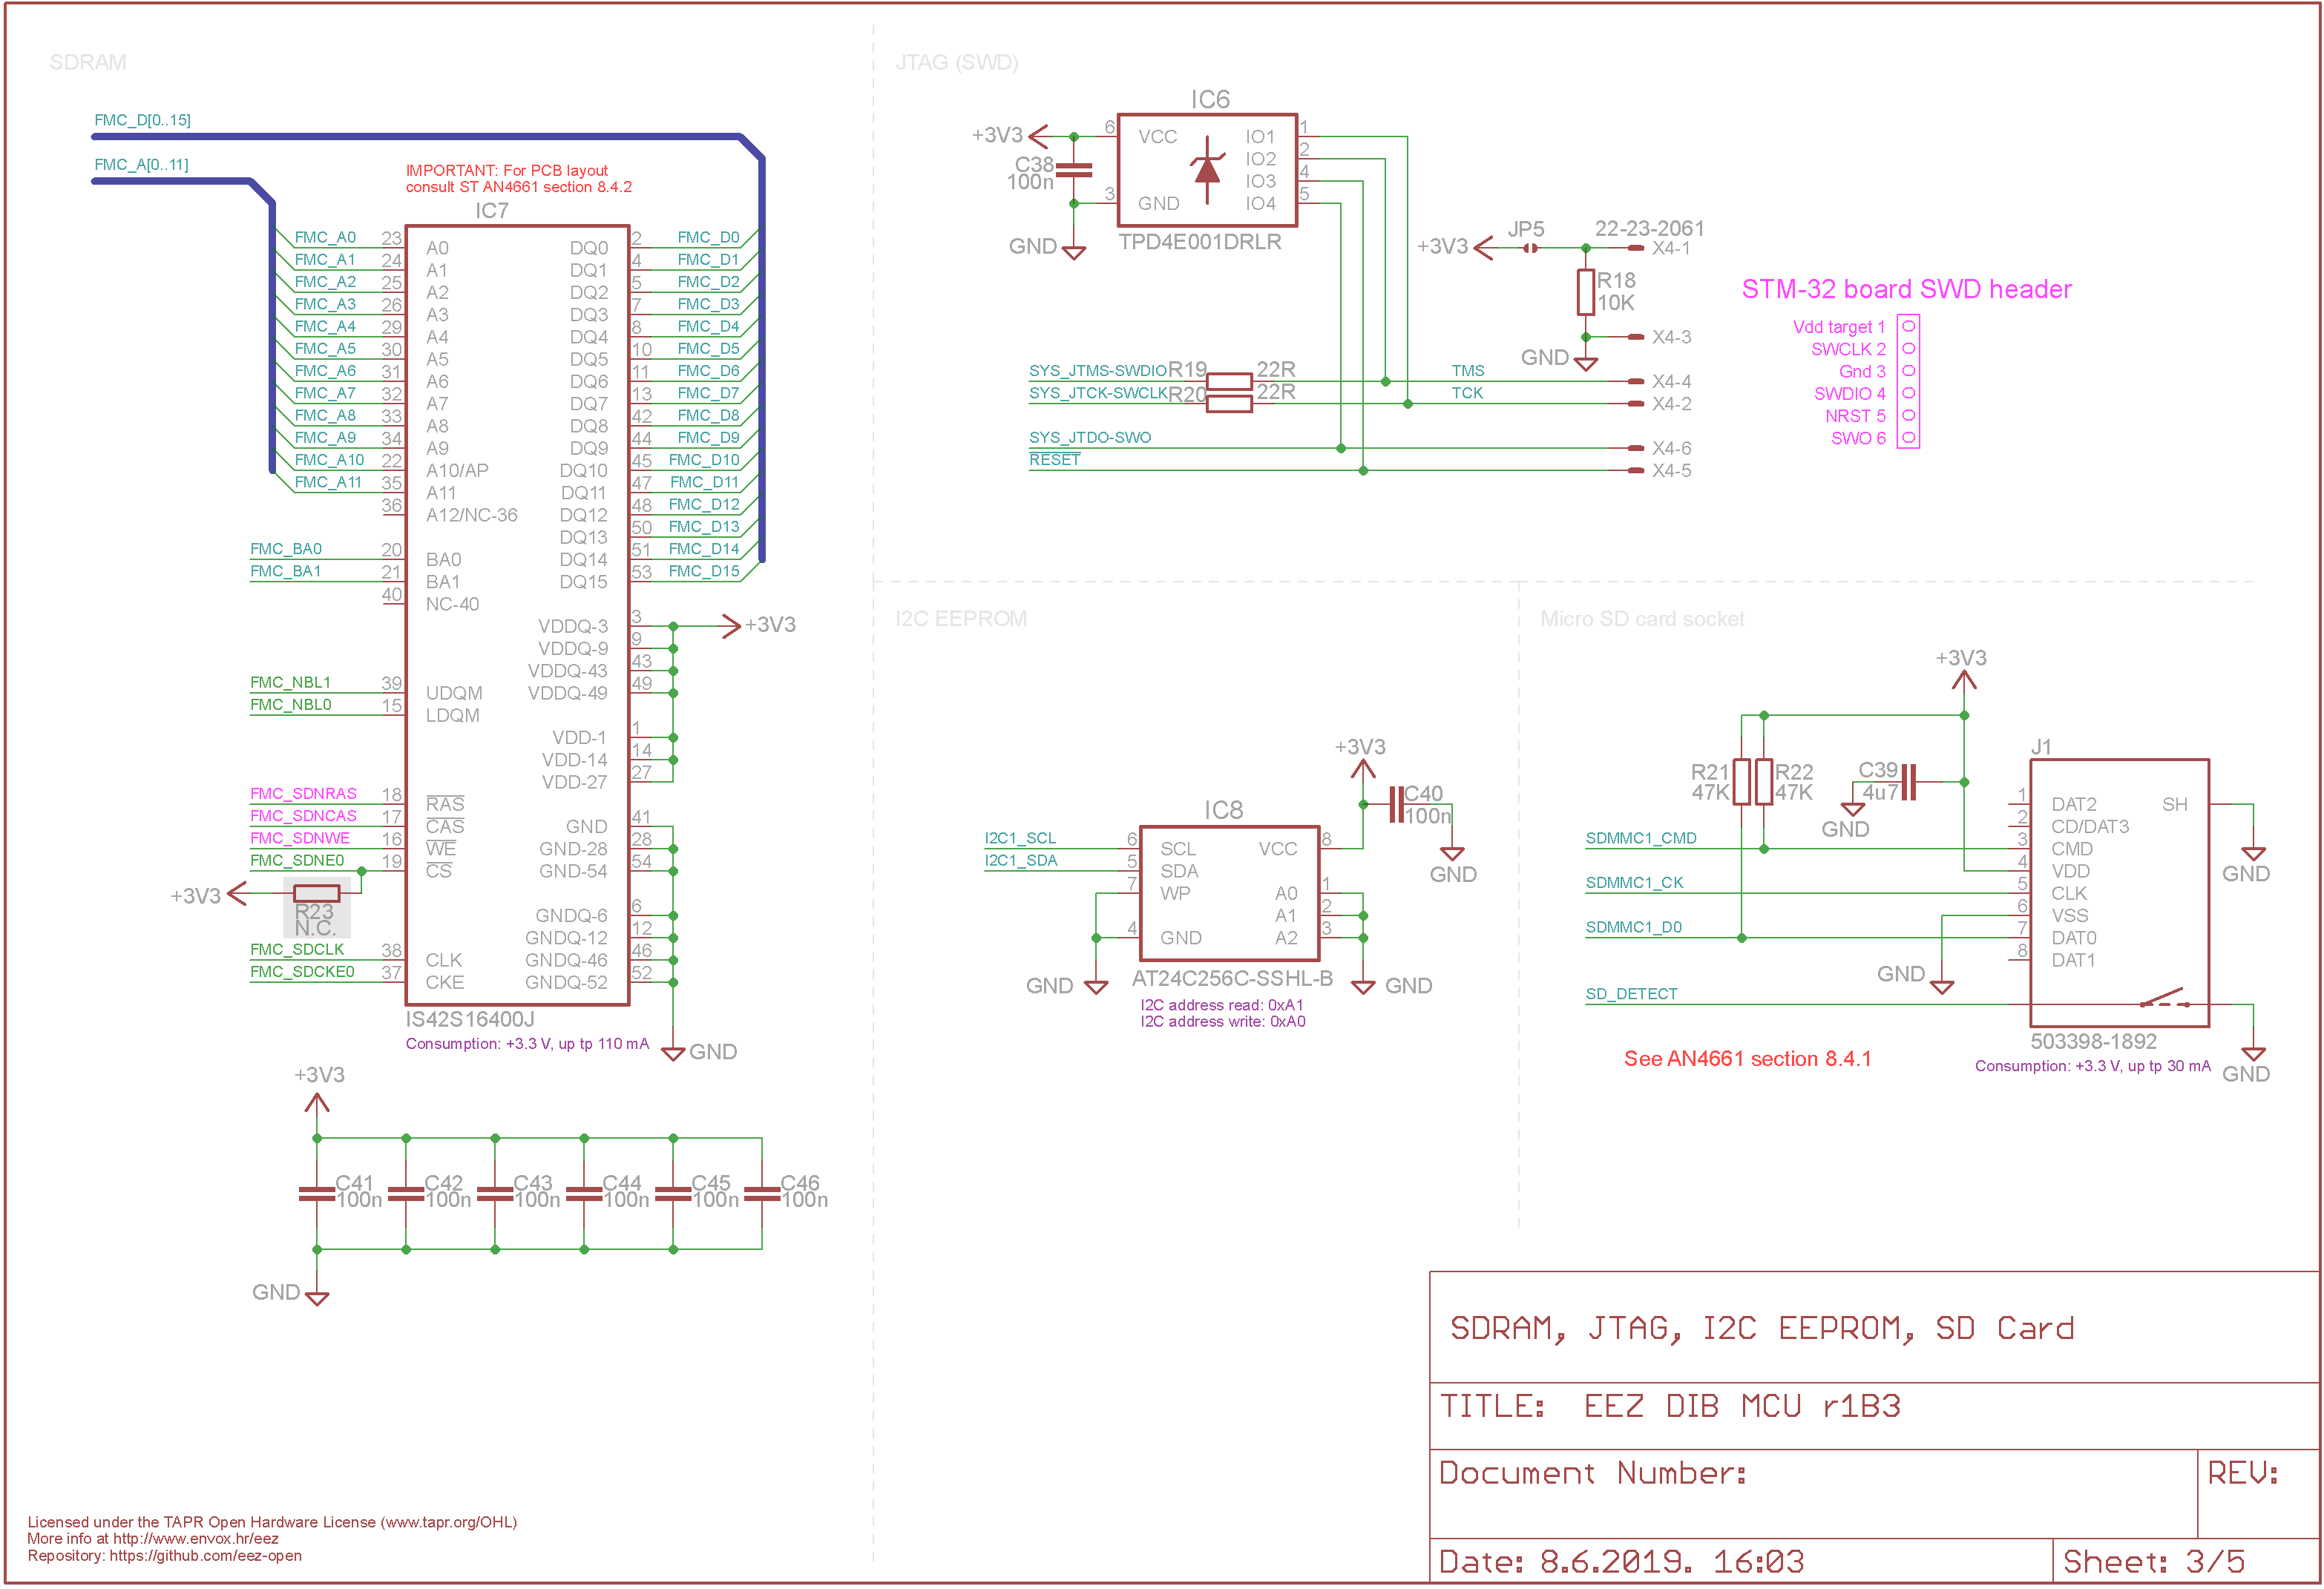 SDRAM
FMC_D[0..15]
FMC_A[0..11]
IMPORTANT: For PCB layout
consult ST AN4661 section 8.4.2
IC7
FMC_A0 23 A0 DQ0 2 FMC_D0
FMC_A1 24 A1 DQ1 4 FMC_D1
FMC_A2 25 A2 DQ2 5 FMC_D2
FMC_A3 26 A3 DQ3 7 FMC_D3
FMC_A4 29 A4 DQ4 8 FMC_D4
FMC_A5 30 A5 DQ5 10 FMC_D5
FMC_A6 31 A6 DQ6 11 FMC_D6
FMC_A7 32 A7 DQ7 13 FMC_D7
FMC_A8 33 A8 DQ8 42 FMC_D8
FMC_A9 34 A9 DQ9 44 FMC_D9
FMC_A10 22 A10/AP DQ10 45 FMC_D10
FMC_A11 35 A11 DQ11 47 FMC_D11
36 A12/NC-36 DQ12 48 FMC_D12
DQ13 50 FMC_D13
FMC_BA0 20 BA0 DQ14 51 FMC_D14
FMC_BA1 21 BA1 DQ15 53 FMC_D15
40 NC-40
VDDQ-3 3 +3V3
VDDQ-9 9
VDDQ-43 43
FMC_NBL1 39 UDQM VDDQ-49 49
FMC_NBL0 15 LDQM
VDD-1 1
VDD-14 14
VDD-27 27
FMC_SDNRAS 18 RAS
FMC_SDNCAS 17 CAS GND 41
FMC_SDNWE 16 WE GND-28 28
FMC_SDNE0 19 CS GND-54 54
+3V3
R23
N.C.
GNDQ-6 6
GNDQ-12 12
FMC_SDCLK 38 CLK GNDQ-46 46
FMC_SDCKE0 37 CKE GNDQ-52 52
IS42S16400J
Consumption: +3.3 V, up tp 110 mA
GND
+3V3
C41 C42 C43 C44 C45 C46
100n 100n 100n 100n 100n 100n
GND
JTAG (SWD)
IC6
+3V3 6 VCC IO1 1
C38 IO2 2
100n IO3 4
3 GND IO4 5
GND
TPD4E001DRLR
+3V3 JP5 22-23-2061
X4-1
R18
10K
GND X4-3
SYS_JTMS-SWDIO R19 22R TMS X4-4
SYS_JTCK-SWCLK R20 22R TCK X4-2
SYS_JTDO-SWO X4-6
RESET X4-5
STM-32 board SWD header
Vdd target 1
SWCLK 2
Gnd 3
SWDIO 4
NRST 5
SWO 6
I2C EEPROM
+3V3
C40
100n
GND
IC8
I2C1_SCL 6 SCL VCC 8
I2C1_SDA 5 SDA
7 WP A0 1
A1 2
4 GND A2 3
GND GND
AT24C256C-SSHL-B
I2C address read: 0xA1
I2C address write: 0xA0
Micro SD card socket
+3V3
R21 R22
47K 47K
C39
4u7
GND
J1
1 DAT2 SH
2 CD/DAT3
SDMMC1_CMD 3 CMD
4 VDD GND
SDMMC1_CK 5 CLK
6 VSS
SDMMC1_D0 7 DAT0
8 DAT1
GND
SD_DETECT
503398-1892
See AN4661 section 8.4.1
Consumption: +3.3 V, up tp 30 mA
GND
SDRAM, JTAG, I2C EEPROM, SD Card
TITLE: EEZ DIB MCU r1B3
Document Number: REV:
Date: 8.6.2019. 16:03 Sheet: 3/5
Licensed under the TAPR Open Hardware License (www.tapr.org/OHL)
More info at http://www.envox.hr/eez
Repository: https://github.com/eez-open